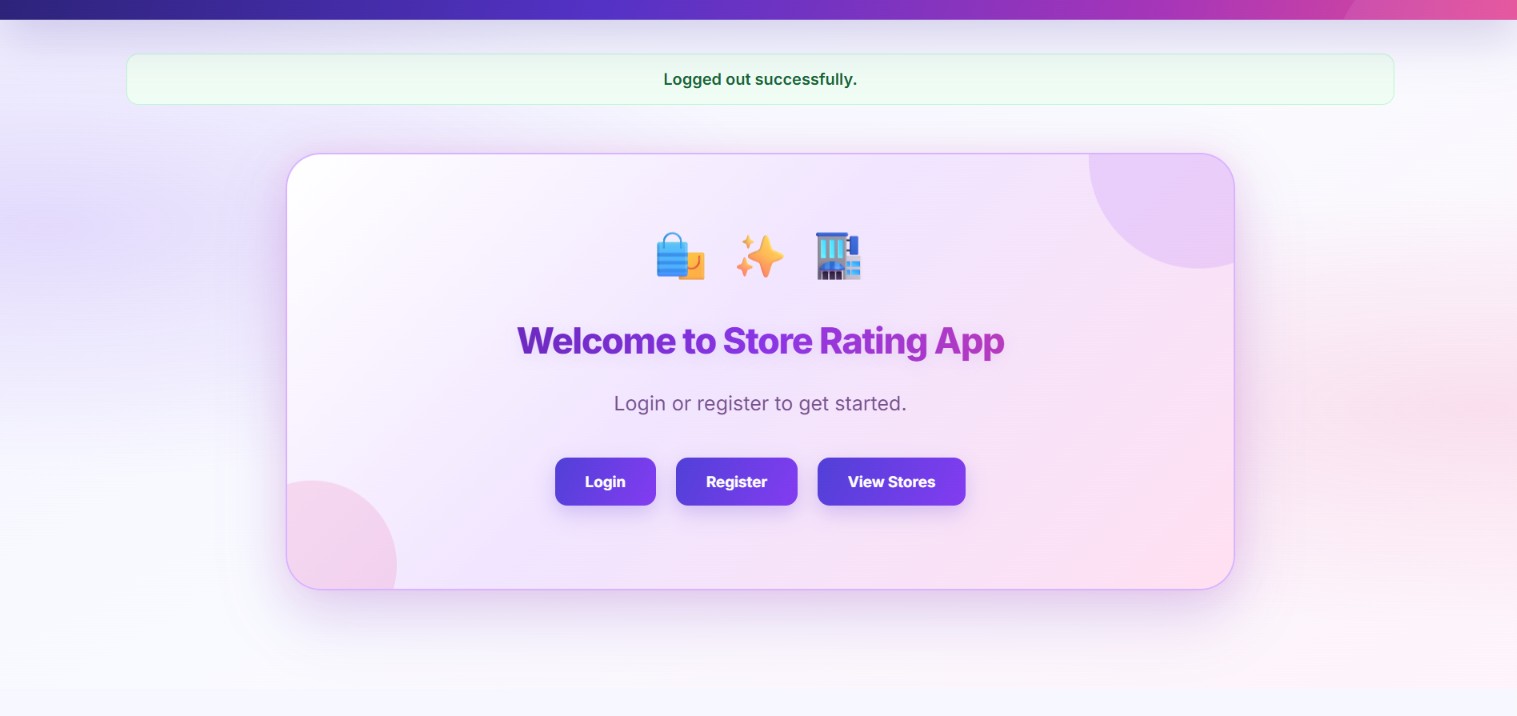 Logged out successfully.
Welcome to Store Rating App
Login or register to get started.
Login Register View Stores